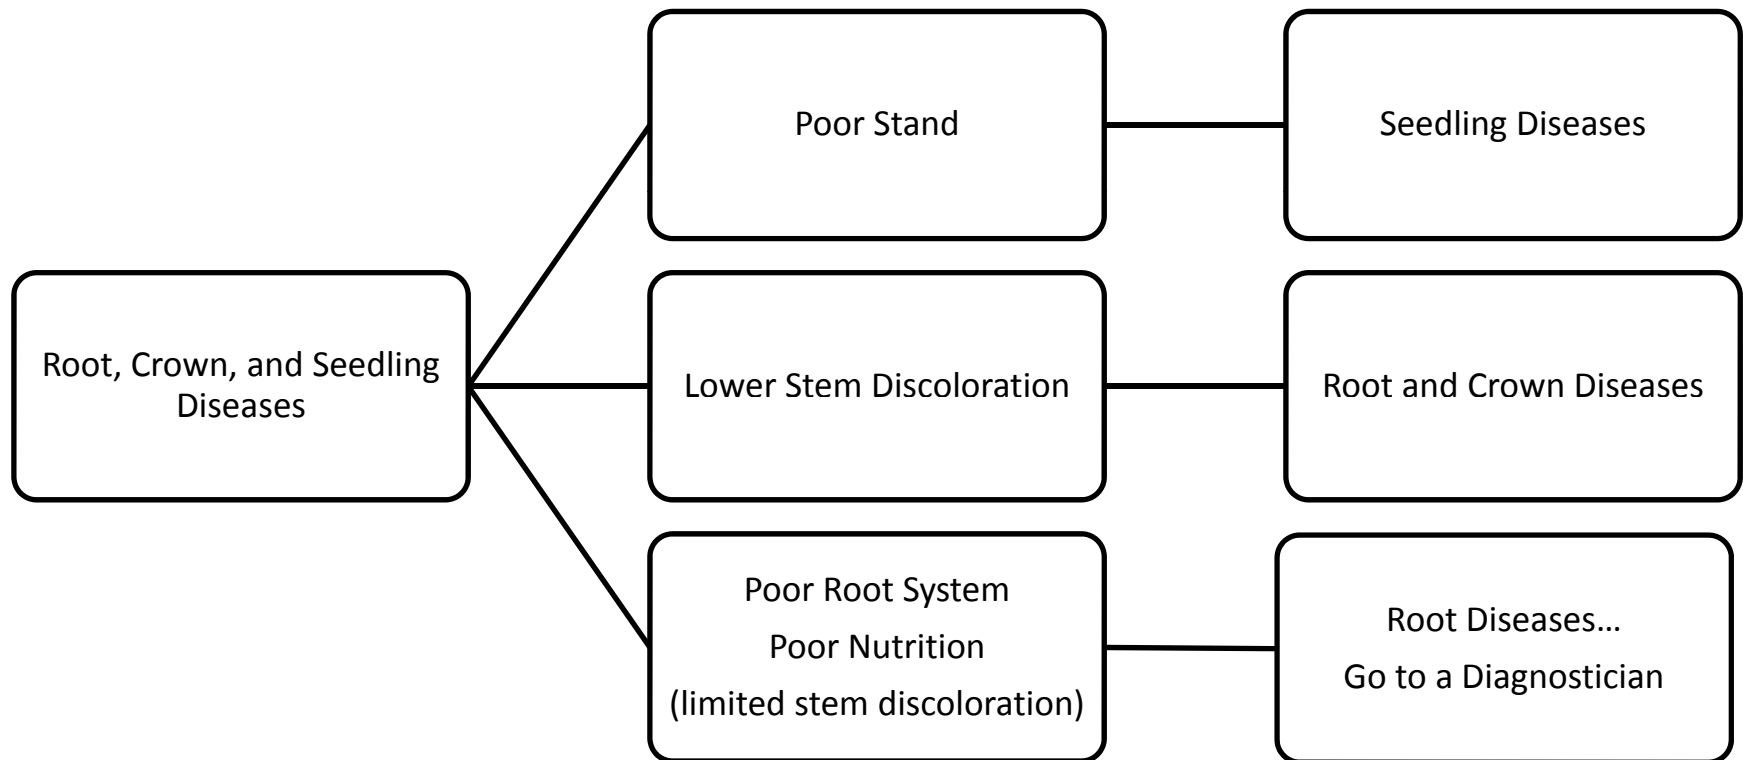 Poor Stand
Seedling Diseases
Root, Crown, and Seedling
Diseases
Lower Stem Discoloration
Root and Crown Diseases
Poor Root System
Poor Nutrition
(limited stem discoloration)
Root Diseases...
Go to a Diagnostician